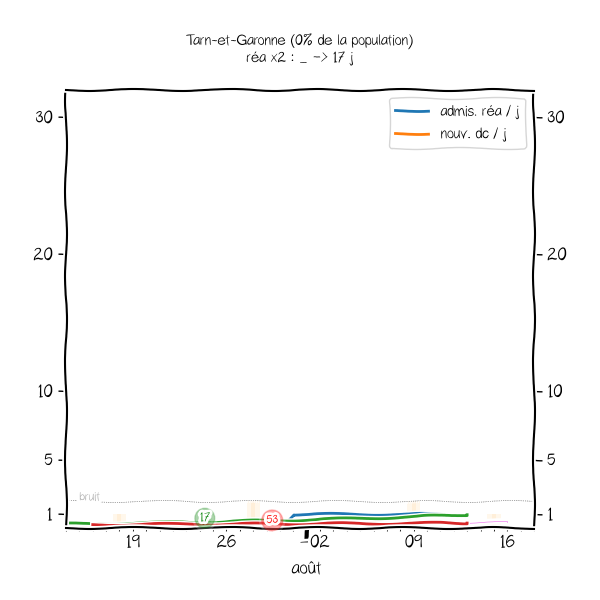 Tarn-et-Garonne (0% de la population)
réa x2 : _ -> 17 j
admis. réa / j
nouv. dc / j
30
30
20
20
10
10
5
5
... bruit
1
1
17
53
19
26
02
09
16
août